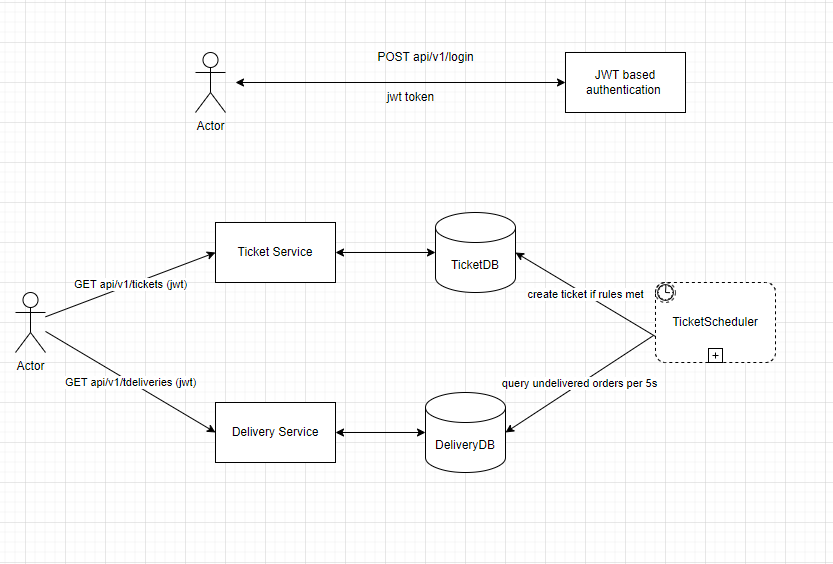 POST api/v1/login
JWT based
authentication
jwt token
Actor
Ticket Service
TicketDB
GET api/v1/tickets (jwt)
create ticket if rules met
TicketScheduler
Actor
GET api/v1/tdeliveries (jwt)
query undelivered orders per 5s
Delivery Service
DeliveryDB